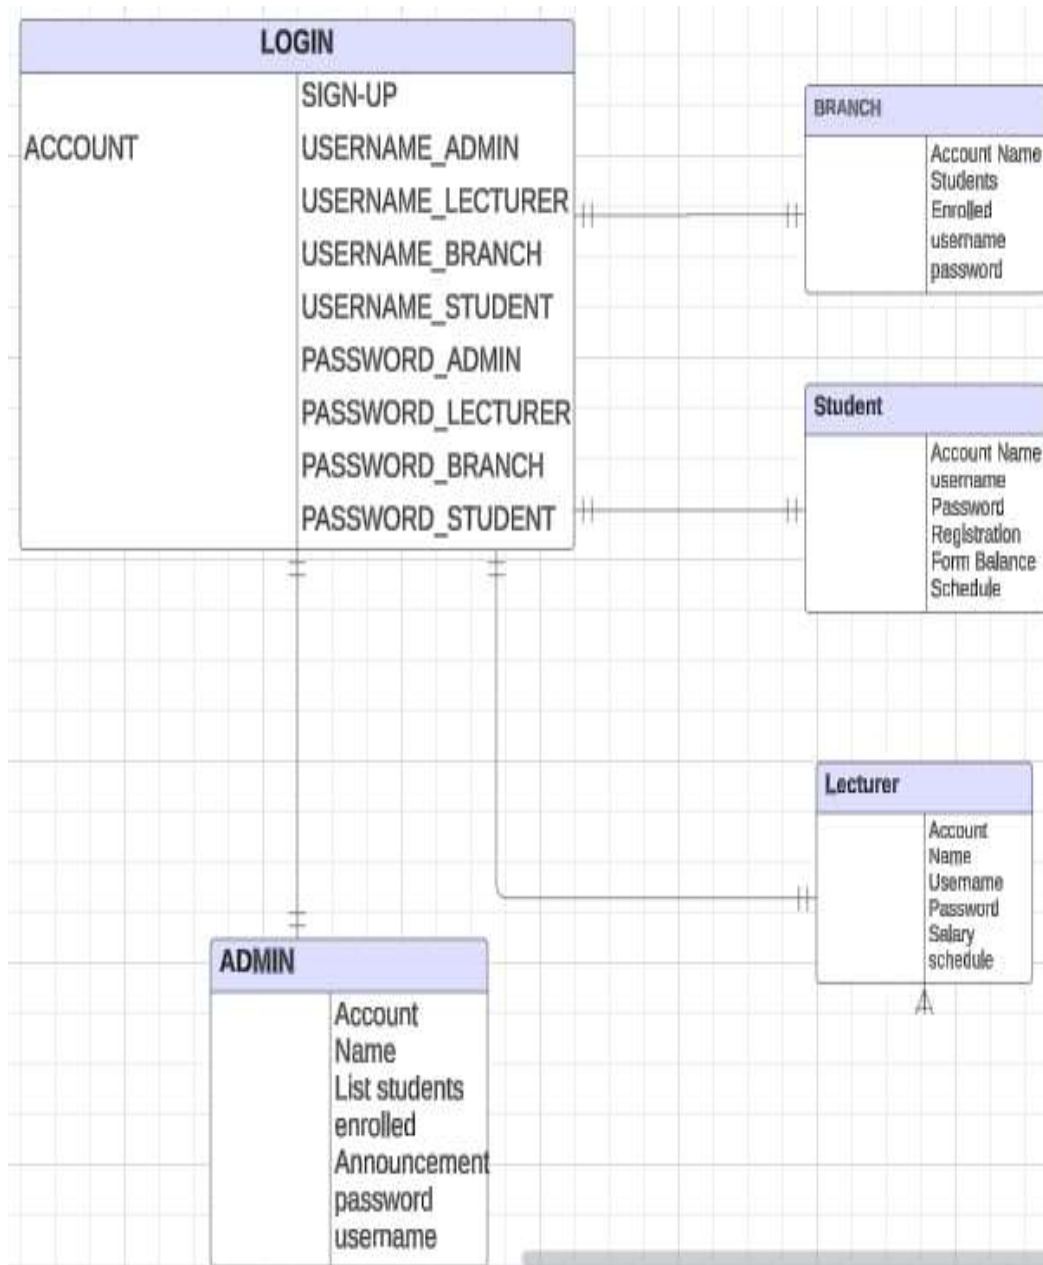 LOGIN
SIGN-UP
ACCOUNT
USERNAME_ADMIN
USERNAME_LECTURER
USERNAME_BRANCH
USERNAME_STUDENT
PASSWORD_ADMIN
PASSWORD_LECTURER
PASSWORD_BRANCH
PASSWORD_STUDENT
BRANCH
Account Name
Students
Enrolled
username
password
Student
Account Name
username
Password
Registration
Form Balance
Schedule
Lecturer
Account
Name
Username
Password
Salary
schedule
ADMIN
Account
Name
List students
enrolled
Announcement
password
username